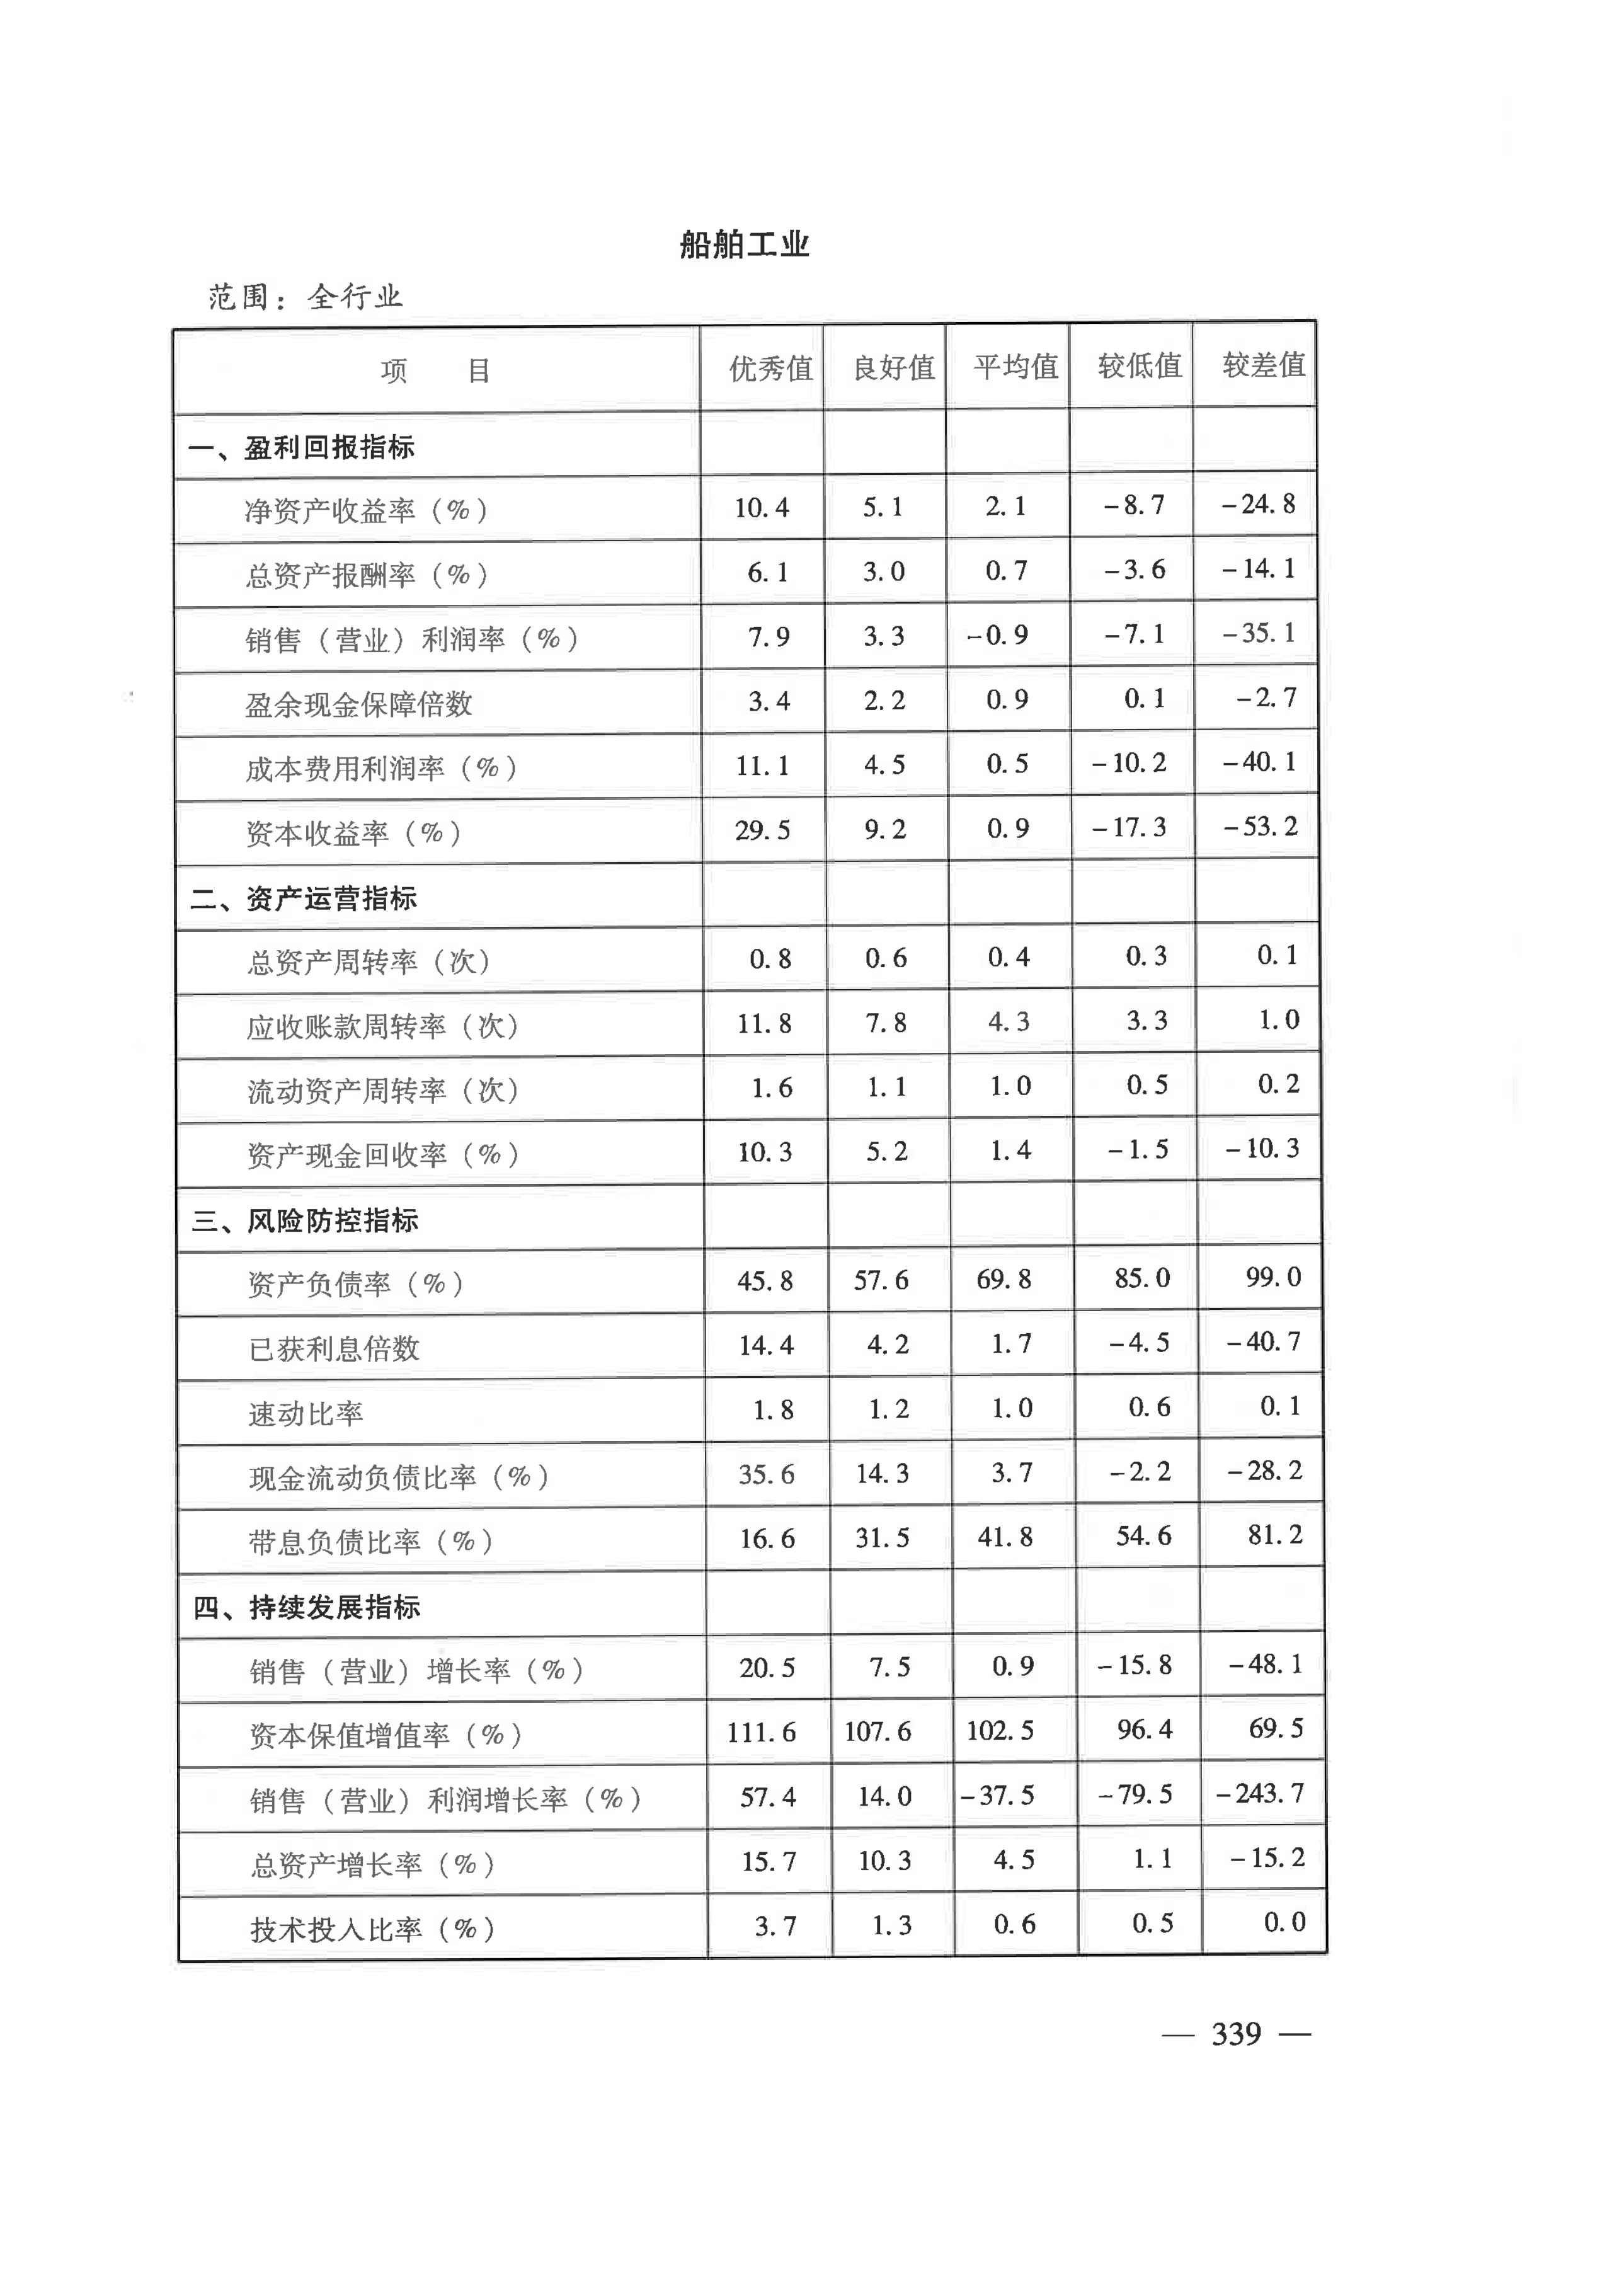 船舶工业
范围：全行业
项 目 优秀值 良好值 平均值 较低值 较差值
一、盈利回报指标
净资产收益率（%） 10.4 5.1 2.1 -8.7 -24.8
总资产报酬率（%） 6.1 3.0 0.7 -3.6 -14.1
销售（营业）利润率（%） 7.9 3.3 -0.9 -7.1 -35.1
盈余现金保障倍数 3.4 2.2 0.9 0.1 -2.7
成本费用利润率（%） 11.1 4.5 0.5 -10.2 -40.1
资本收益率（%） 29.5 9.2 0.9 -17.3 -53.2
二、资产运营指标
总资产周转率（次） 0.8 0.6 0.4 0.3 0.1
应收账款周转率（次） 11.8 7.8 4.3 3.3 1.0
流动资产周转率（次） 1.6 1.1 1.0 0.5 0.2
资产现金回收率（%） 10.3 5.2 1.4 -1.5 -10.3
三、风险防控指标
资产负债率（%） 45.8 57.6 69.8 85.0 99.0
已获利息倍数 14.4 4.2 1.7 -4.5 -40.7
速动比率 1.8 1.2 1.0 0.6 0.1
现金流动负债比率（%） 35.6 14.3 3.7 -2.2 -28.2
带息负债比率（%） 16.6 31.5 41.8 54.6 81.2
四、持续发展指标
销售（营业）增长率（%） 20.5 7.5 0.9 -15.8 -48.1
资本保值增值率（%） 111.6 107.6 102.5 96.4 69.5
销售（营业）利润增长率（%） 57.4 14.0 -37.5 -79.5 -243.7
总资产增长率（%） 15.7 10.3 4.5 1.1 -15.2
技术投入比率（%） 3.7 1.3 0.6 0.5 0.0
— 339 —